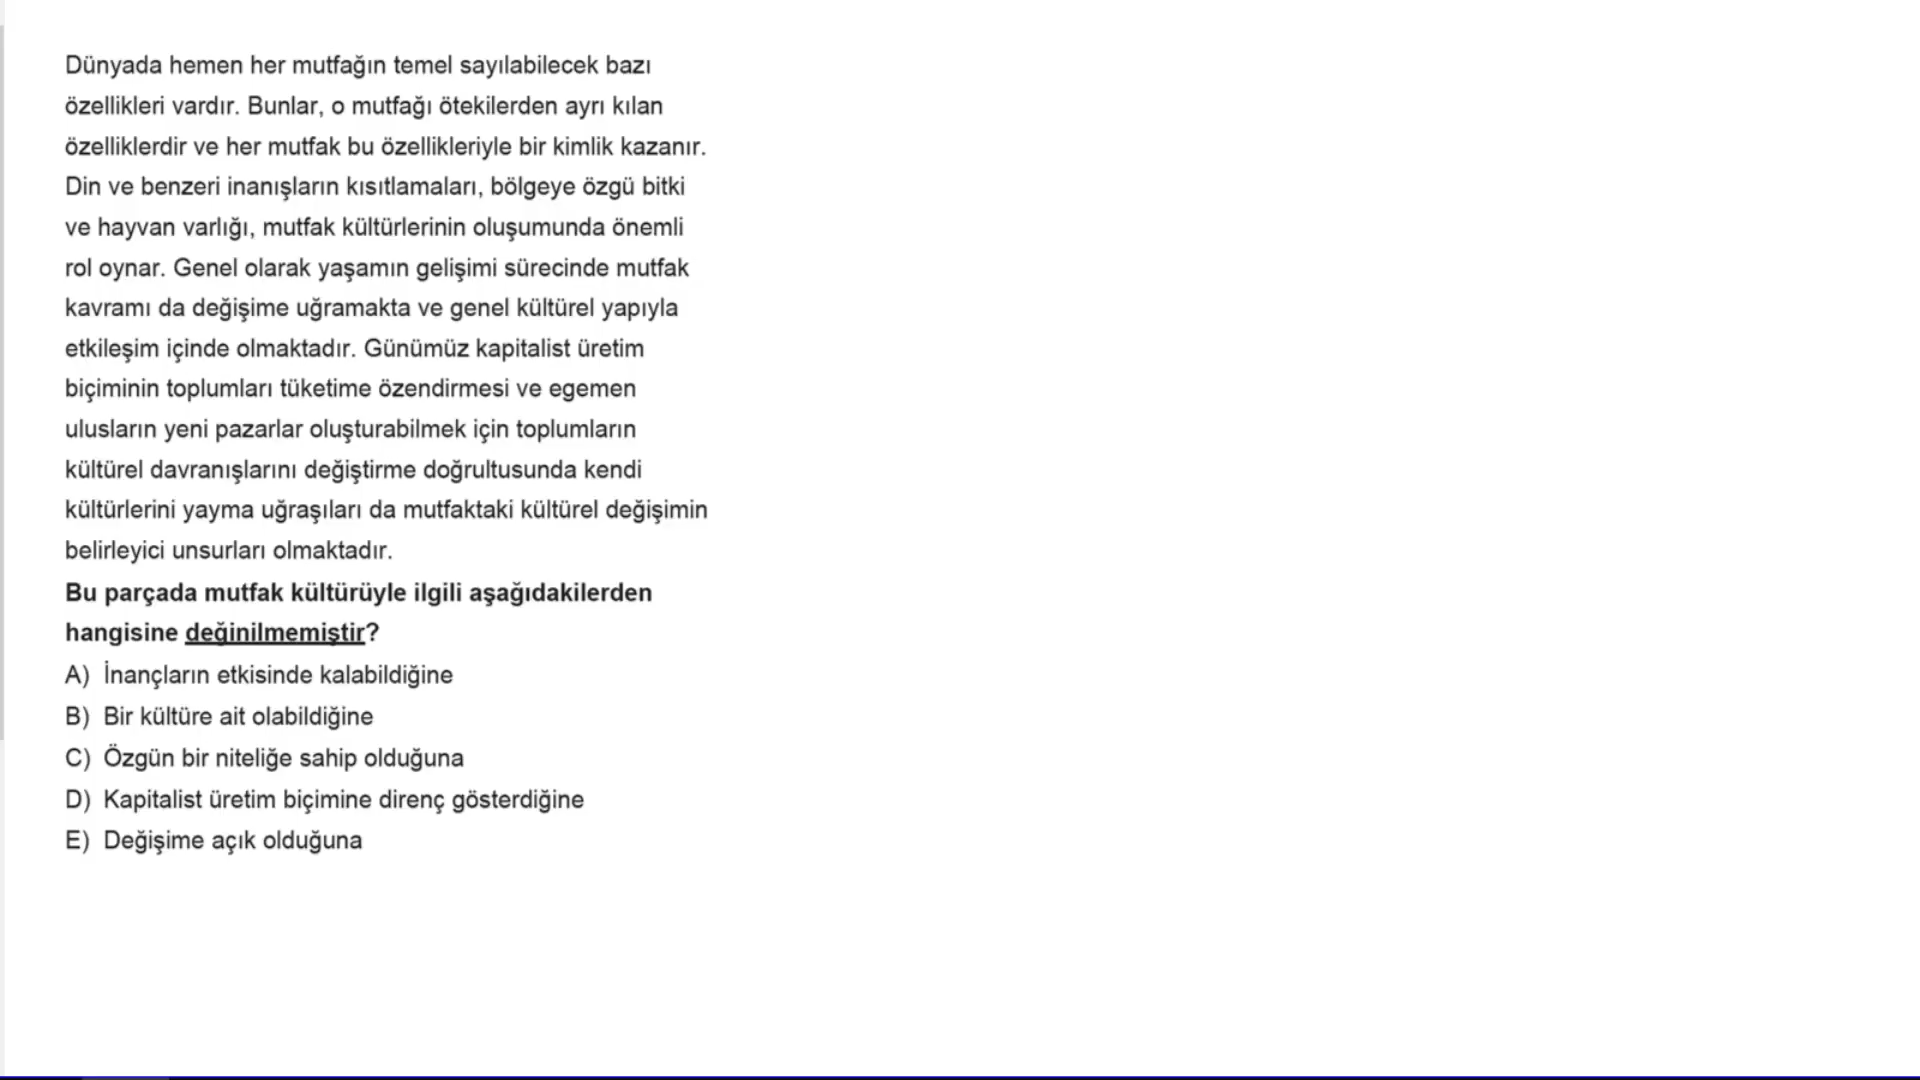 Dünyada hemen her mutfağın temel sayılabilecek bazı
özellikleri vardır. Bunlar, o mutfağı ötekilerden ayrı kılan
özelliklerdir ve her mutfak bu özellikleriyle bir kimlik kazanır.
Din ve benzeri inanışların kısıtlamaları, bölgeye özgü bitki
ve hayvan varlığı, mutfak kültürlerinin oluşumunda önemli
rol oynar. Genel olarak yaşamın gelişimi sürecinde mutfak
kavramı da değişime uğramakta ve genel kültürel yapıyla
etkileşim içinde olmaktadır. Günümüz kapitalist üretim
biçiminin toplumları tüketime özendirmesi ve egemen
ulusların yeni pazarlar oluşturabilmek için toplumların
kültürel davranışlarını değiştirme doğrultusunda kendi
kültürlerini yayma uğraşıları da mutfaktaki kültürel değişimin
belirleyici unsurları olmaktadır.
Bu parçada mutfak kültürüyle ilgili aşağıdakilerden
hangisine değinilmemiştir?
A) İnançların etkisinde kalabildiğine
B) Bir kültüre ait olabildiğine
C) Özgün bir niteliğe sahip olduğuna
D) Kapitalist üretim biçimine direnç gösterdiğine
E) Değişime açık olduğuna